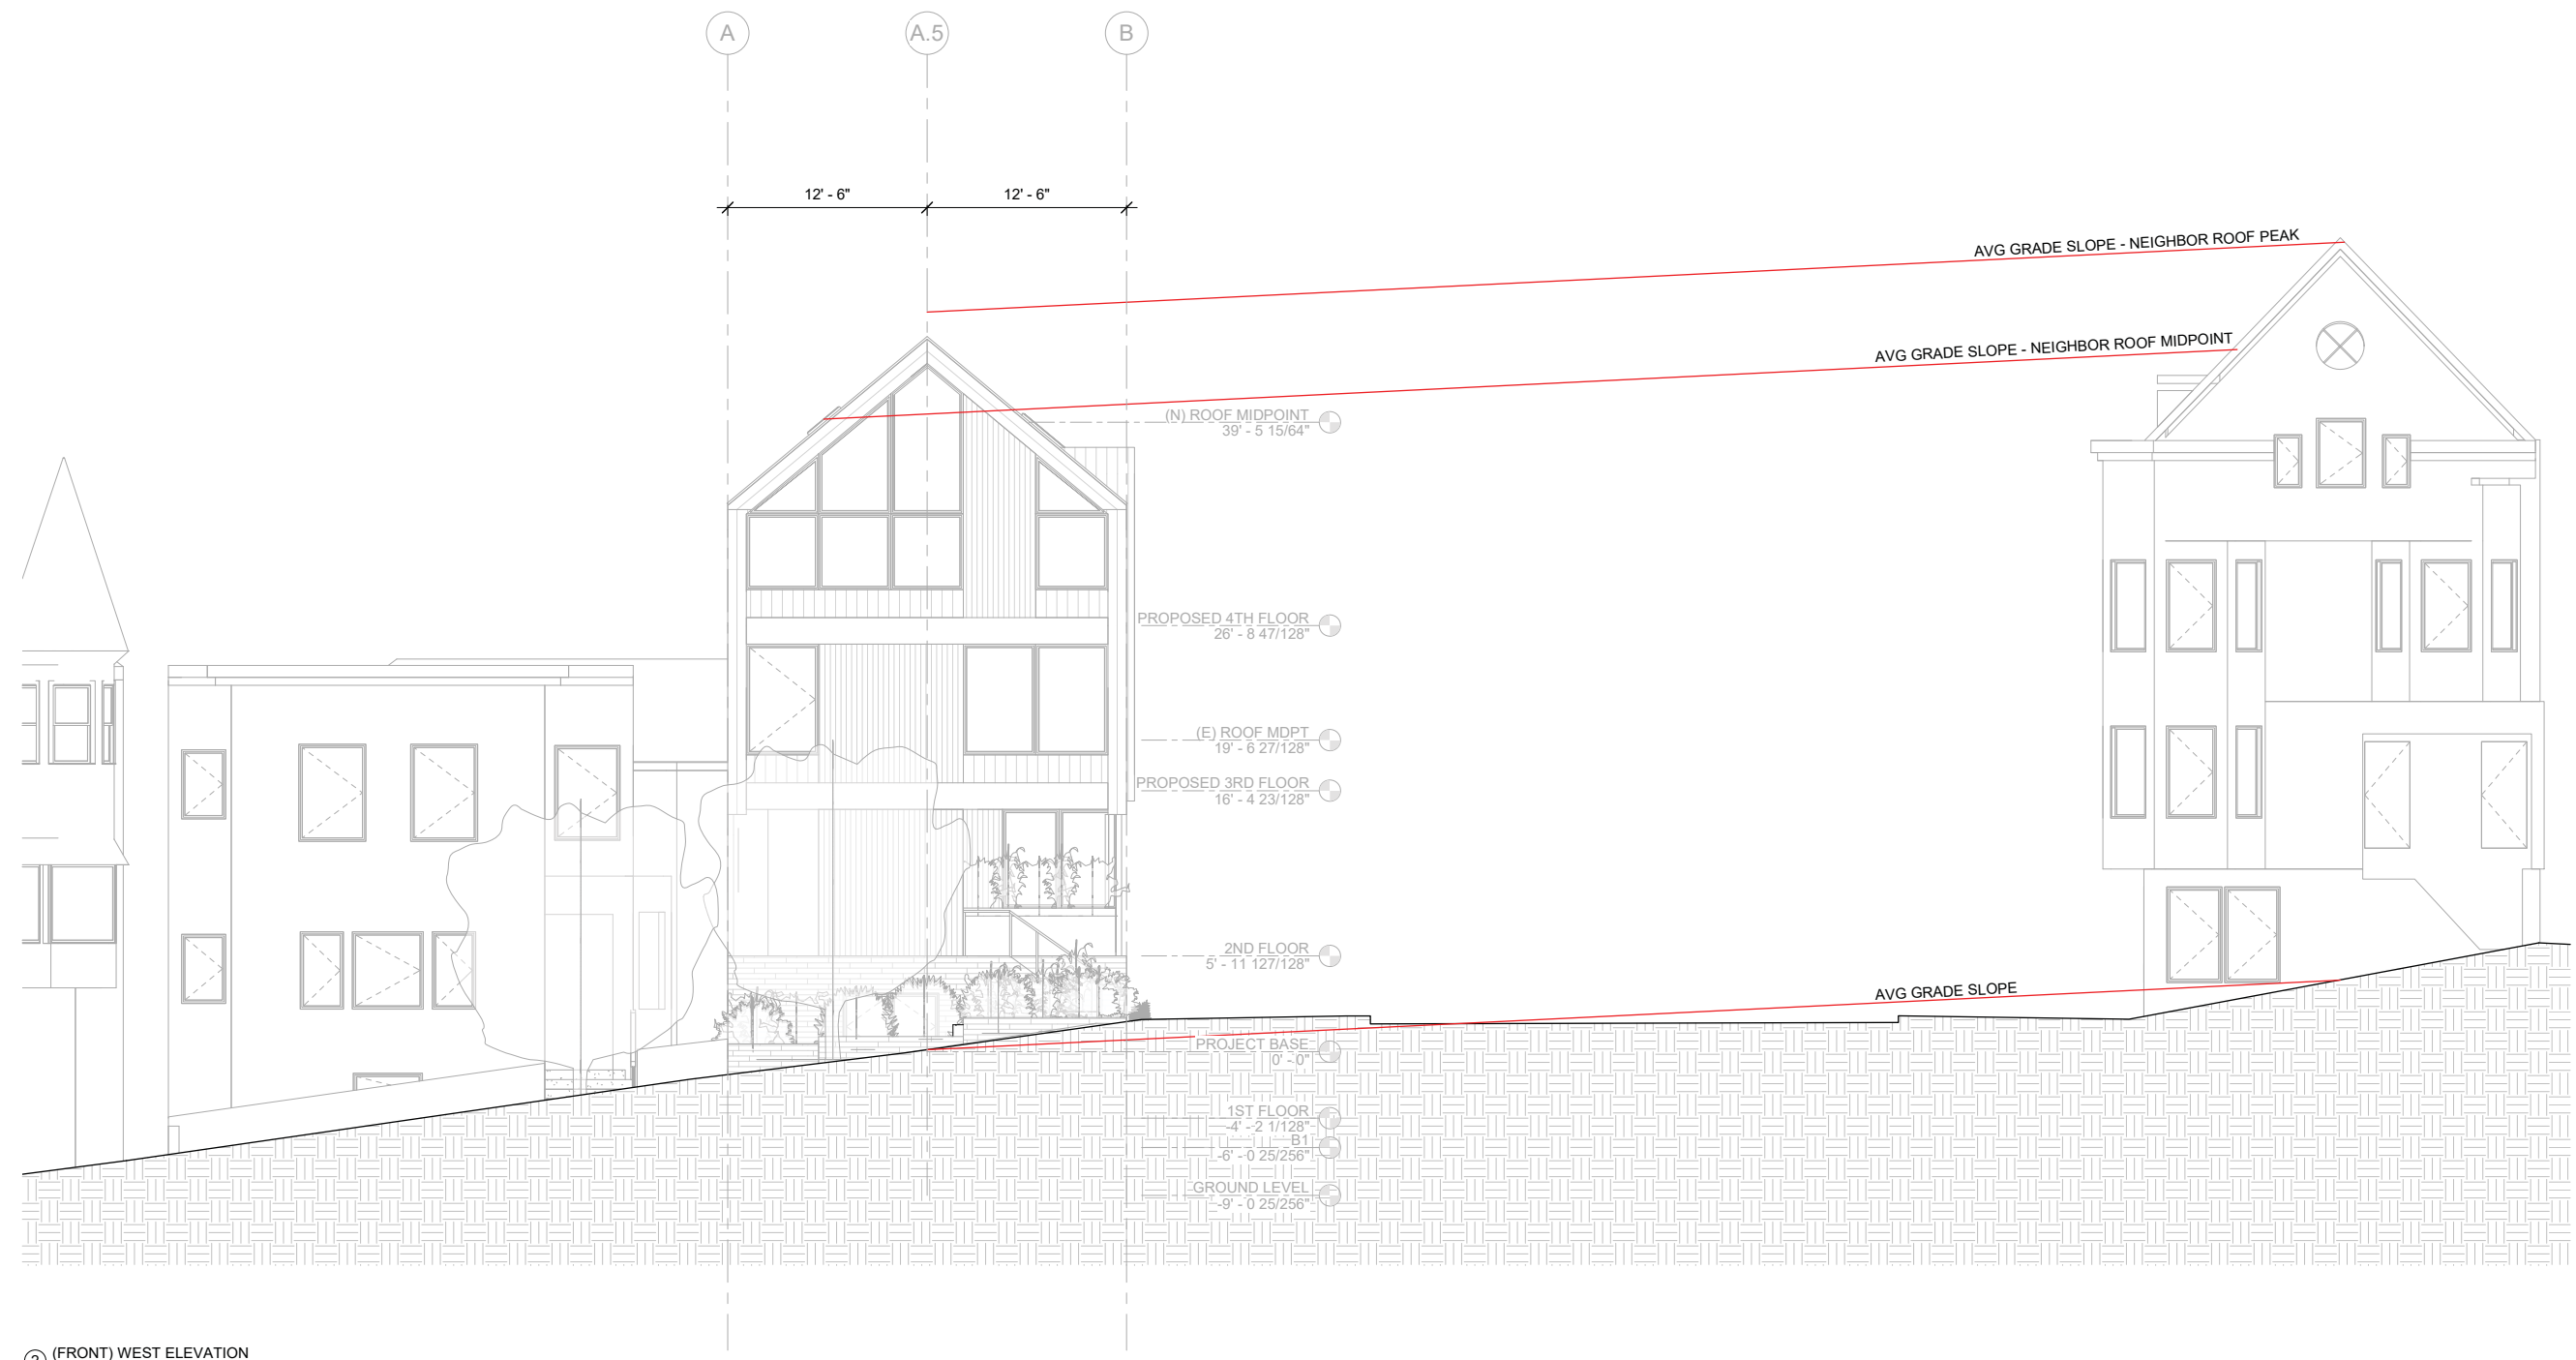 A
A.5
B
12' - 6"
12' - 6"
AVG GRADE SLOPE - NEIGHBOR ROOF PEAK
AVG GRADE SLOPE - NEIGHBOR ROOF MIDPOINT
(N) ROOF MIDPOINT
39' - 5 15/64"
PROPOSED 4TH FLOOR
26' - 8 47/128"
(E) ROOF MDPT
19' - 6 27/128"
PROPOSED 3RD FLOOR
16' - 4 23/128"
2ND FLOOR
5' - 11 127/128"
AVG GRADE SLOPE
PROJECT BASE
0' - 0"
1ST FLOOR
-4' - 2 1/128"
B1
-6' - 0 25/256"
GROUND LEVEL
-9' - 0 25/256"
(FRONT) WEST ELEVATION